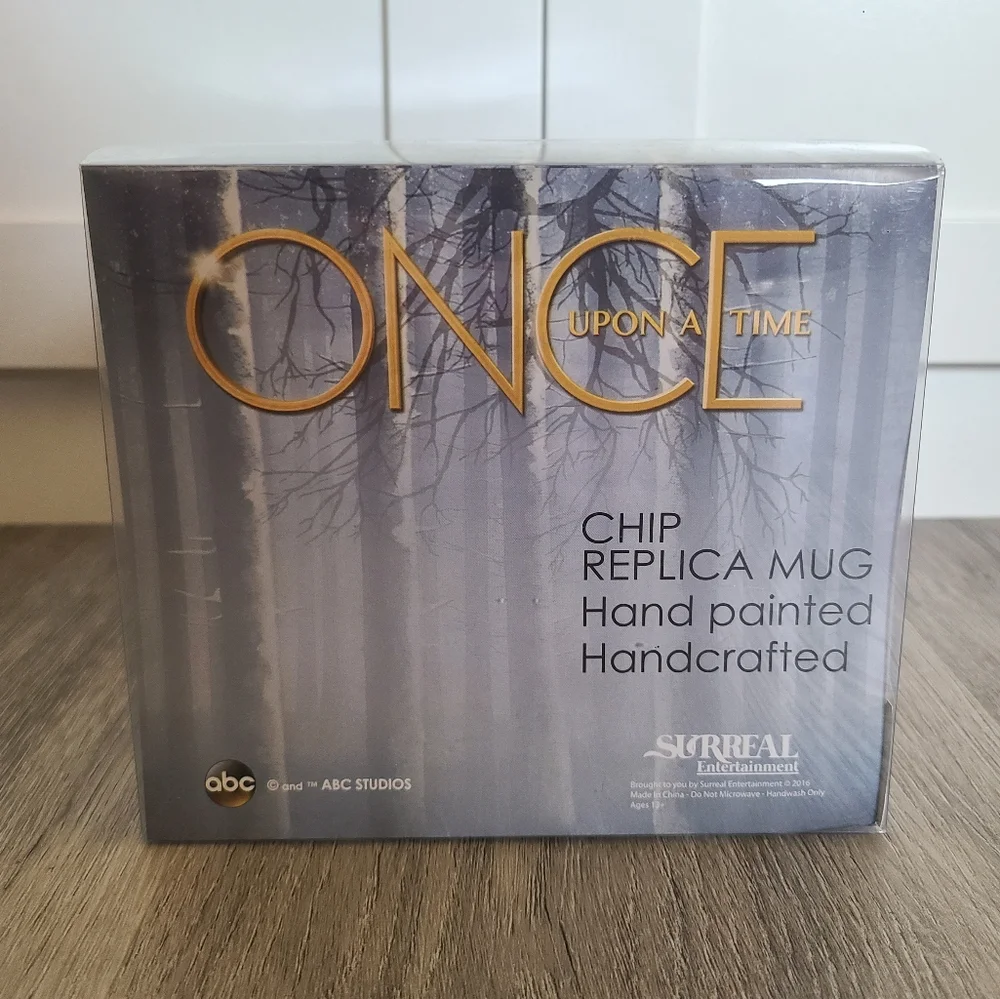 ONCE
UPON A TIME
CHIP
REPLICA MUG
Hand painted
Handcrafted
SURREAL
Entertainment
abc
© and ™ ABC STUDIOS
Brought to you by Surreal Entertainment © 2016
Made in China - Do Not Microwave - Handwash Only
Ages 13+